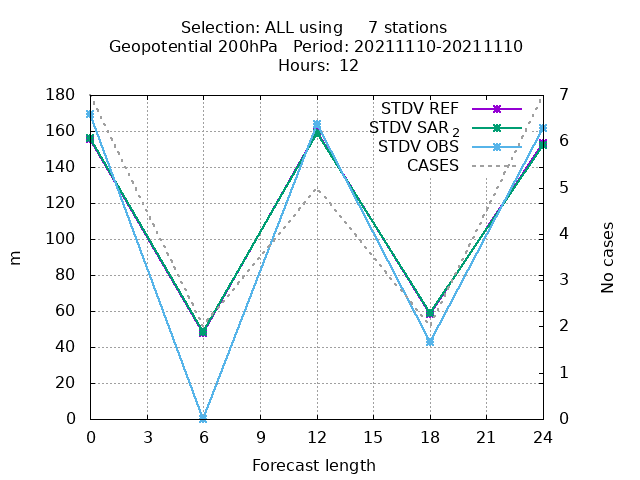 Selection: ALL using     7 stations
Geopotential 200hPa   Period: 20211110-20211110
Hours: 12
180
160
140
120
100
80
60
40
20
0
m
7
6
5
4
3
2
1
0
No cases
STDV REF
STDV SAR 2
STDV OBS
CASES
0 3 6 9 12 15 18 21 24
Forecast length